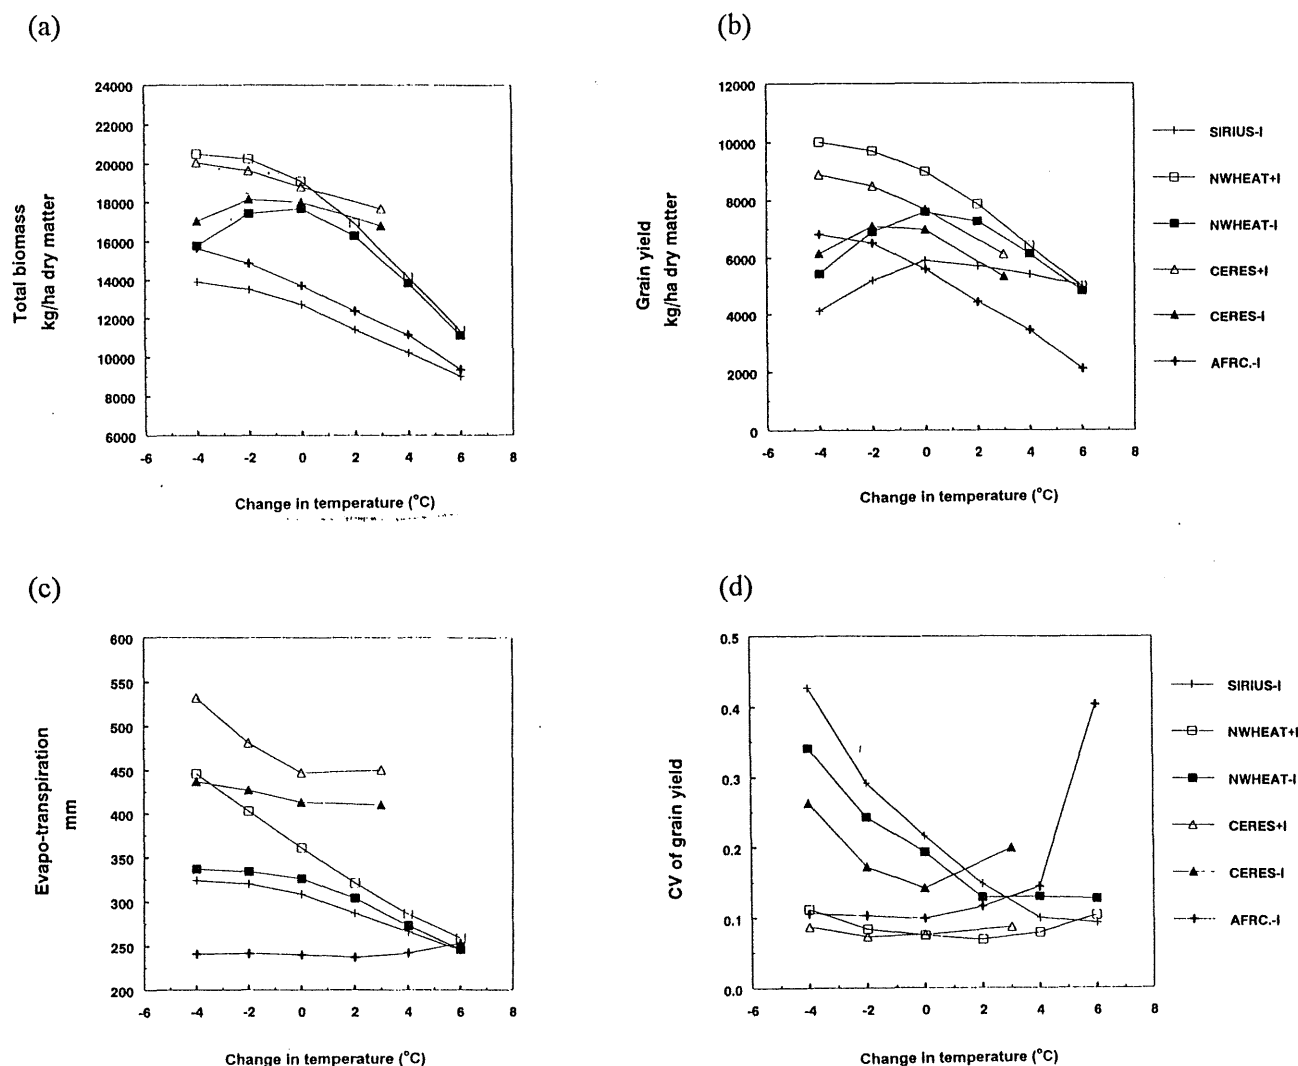 (a)
24000
22000
20000
18000
16000
14000
12000
10000
8000
6000
-6 -4 -2 0 2 4 6 8
Total biomass
kg/ha dry matter
Change in temperature (°C)
(b)
12000
10000
8000
6000
4000
2000
0
-6 -4 -2 0 2 4 6 8
Grain yield
kg/ha dry matter
Change in temperature (°C)
SIRIUS-I
NWHEAT+I
NWHEAT-I
CERES+I
CERES-I
AFRC.-I
(c)
600
550
500
450
400
350
300
250
200
-6 -4 -2 0 2 4 6 8
Evapo-transpiration
mm
Change in temperature (°C)
(d)
0.5
0.4
0.3
0.2
0.1
0.0
-6 -4 -2 0 2 4 6 8
CV of grain yield
Change in temperature (°C)
SIRIUS-I
NWHEAT+I
NWHEAT-I
CERES+I
CERES-I
AFRC.-I